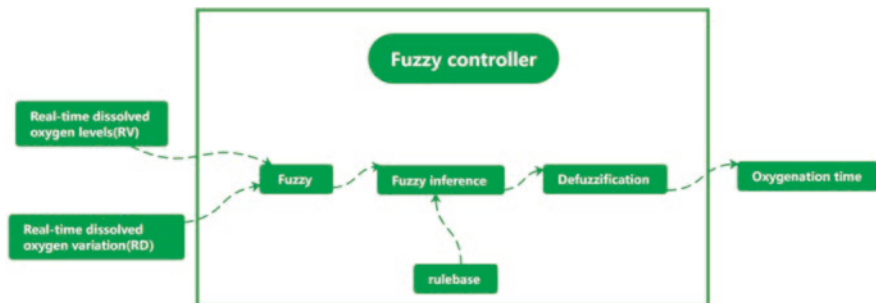 Fuzzy controller
Real-time dissolved
oxygen levels(RV)
Fuzzy
Fuzzy inference
Defuzzification
Oxygenation time
Real-time dissolved
oxygen variation(RD)
rulebase